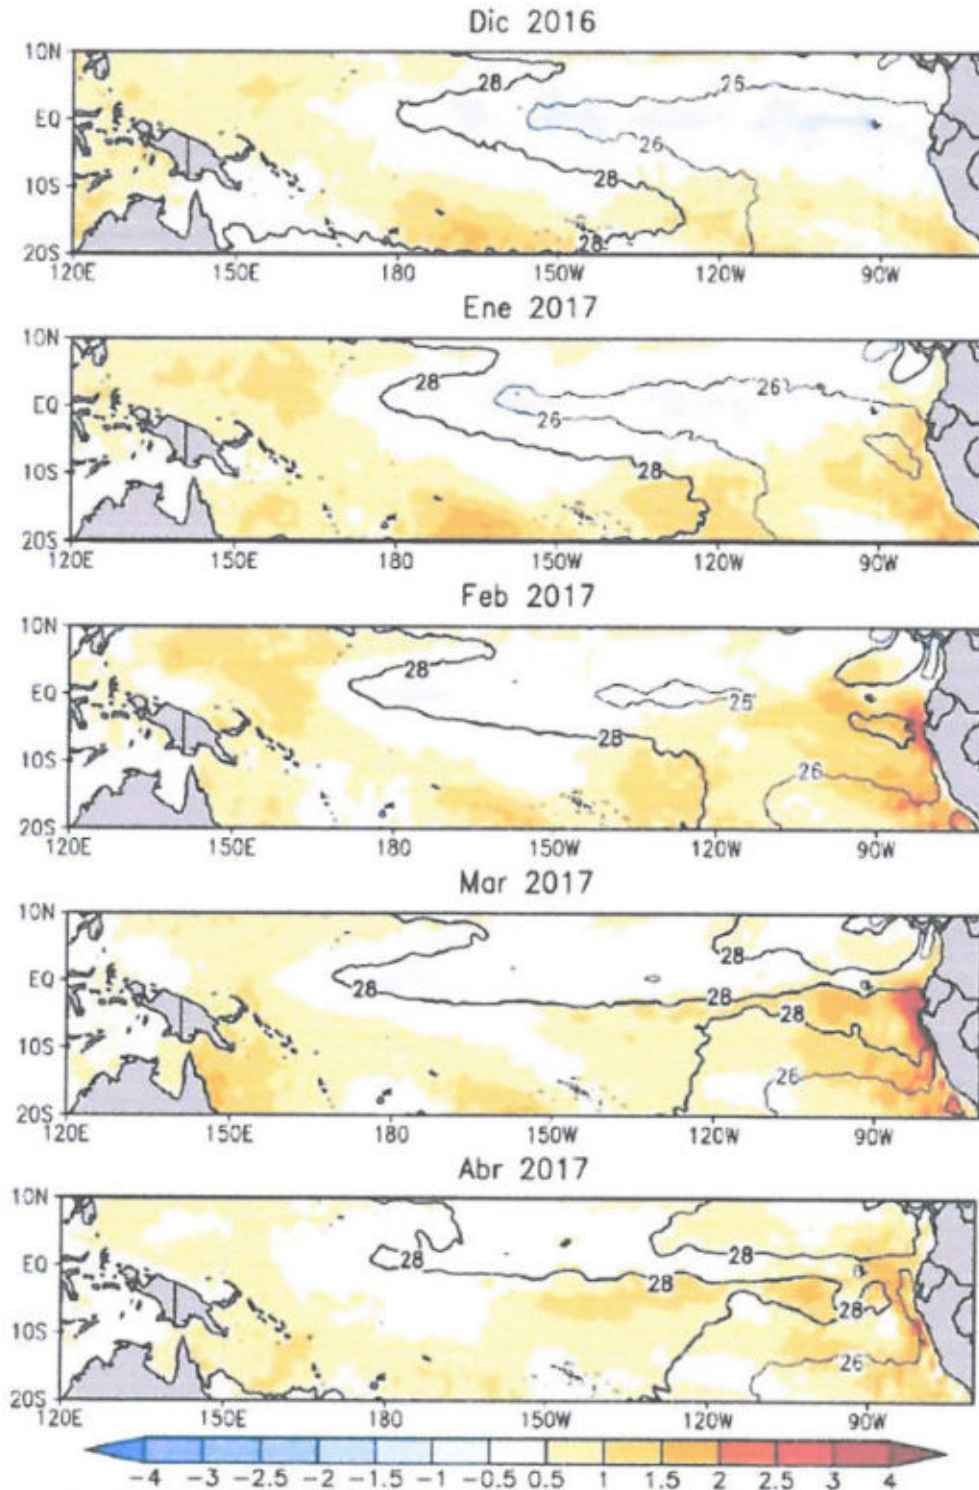 Dic 2016
10N
28
25
EQ
26
10S
28
28
20S
120E 150E 180 150W 120W 90W
Ene 2017
10N
28
26
EQ
26
10S
28
20S
120E 150E 180 150W 120W 90W
Feb 2017
10N
28
EQ
25
28
10S
26
20S
120E 150E 180 150W 120W 90W
Mar 2017
10N
28
EQ
28
28
28
10S
26
20S
120E 150E 180 150W 120W 90W
Abr 2017
10N
28
28
EQ
28
28
10S
26
20S
120E 150E 180 150W 120W 90W
-4 -3 -2.5 -2 -1.5 -1 -0.5 0.5 1 1.5 2 2.5 3 4